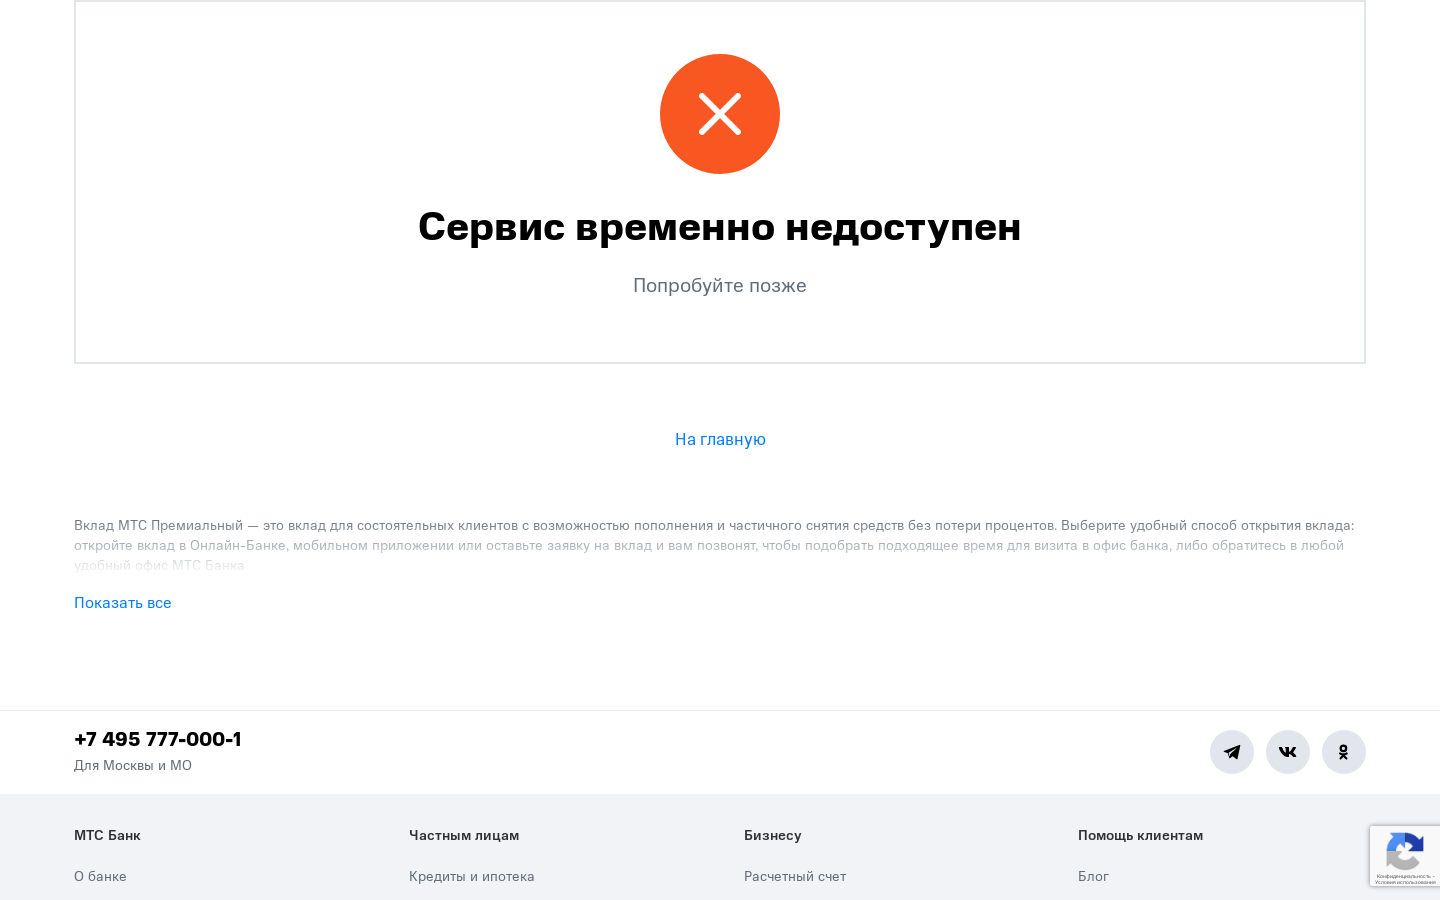 Сервис временно недоступен
Попробуйте позже
На главную
Вклад МТС Премиальный — это вклад для состоятельных клиентов с возможностью пополнения и частичного снятия средств без потери процентов. Выберите удобный способ открытия вклада:
откройте вклад в Онлайн-Банке, мобильном приложении или оставьте заявку на вклад и вам позвонят, чтобы подобрать подходящее время для визита в офис банка, либо обратитесь в любой
удобный офис МТС Банка
Показать все
+7 495 777-000-1
Для Москвы и МО
МТС Банк
Частным лицам
Бизнесу
Помощь клиентам
О банке
Кредиты и ипотека
Расчетный счет
Блог
Конфиденциальность -
Условия использования